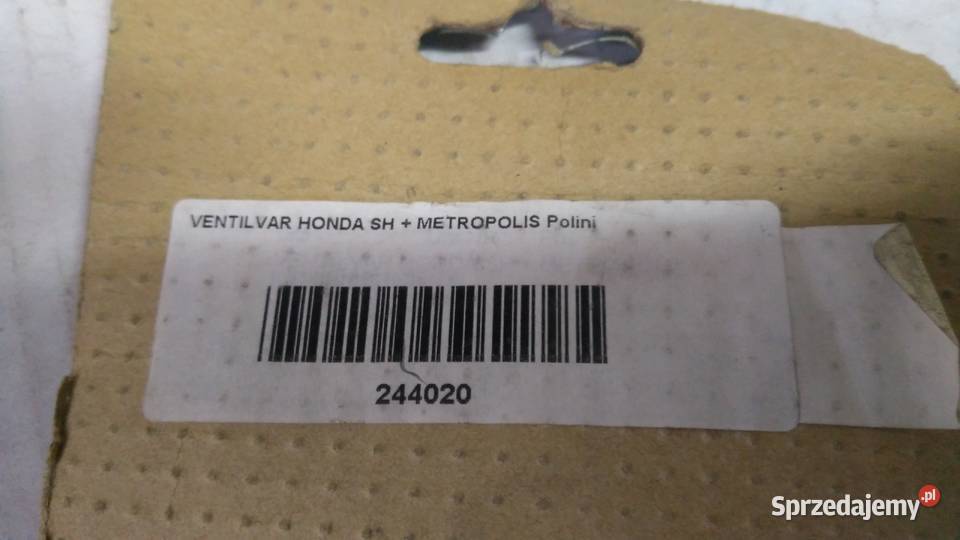 VENTILVAR HONDA SH + METROPOLIS Polini
244020
Sprzedajemy.pl